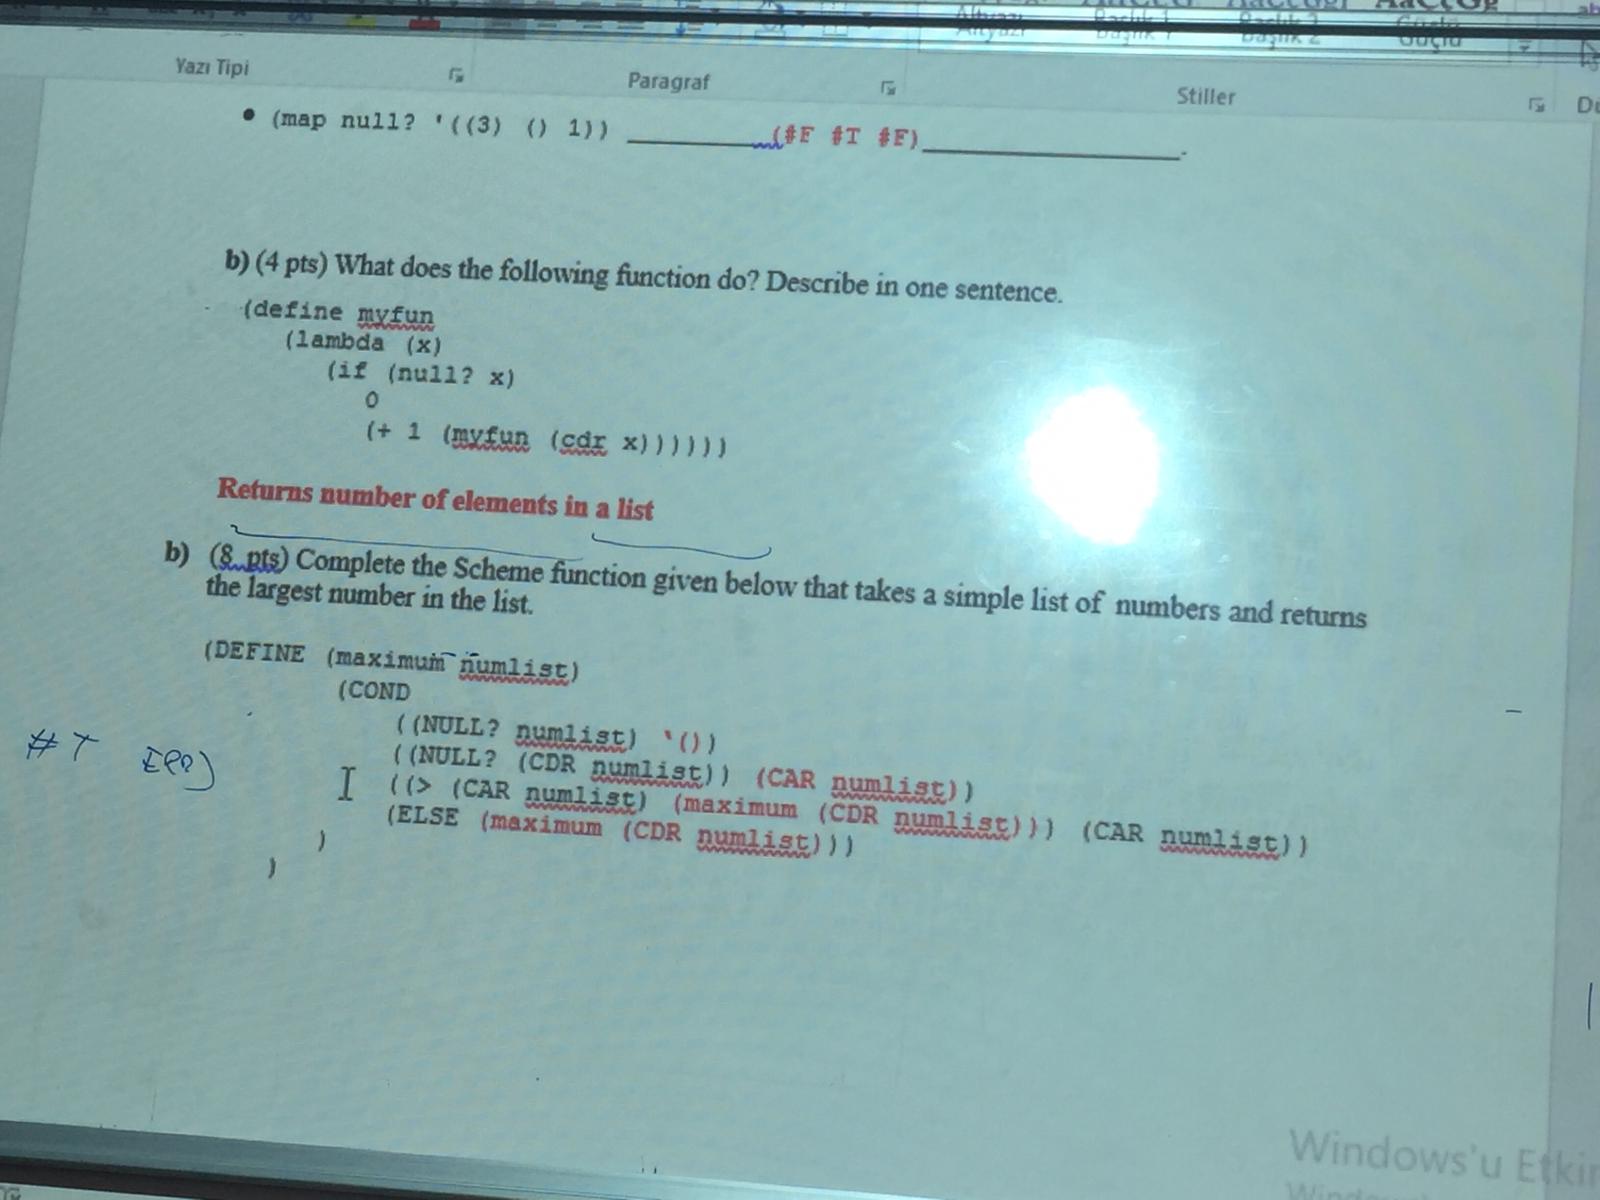 Altyazı Başlık 1 Başlık 2 Güçlü
Yazı Tipi Paragraf Stiller
• (map null? '((3) () 1)) __________(#F #T #F)____________________.
b) (4 pts) What does the following function do? Describe in one sentence.
(define myfun
(lambda (x)
(if (null? x)
0
(+ 1 (myfun (cdr x))))))
Returns number of elements in a list
b) (8 pts) Complete the Scheme function given below that takes a simple list of numbers and returns
the largest number in the list.
(DEFINE (maximum numlist)
(COND
((NULL? numlist) '())
((NULL? (CDR numlist)) (CAR numlist))
((> (CAR numlist) (maximum (CDR numlist))) (CAR numlist))
(ELSE (maximum (CDR numlist)))
)
)
#T
Windows'u Etkin